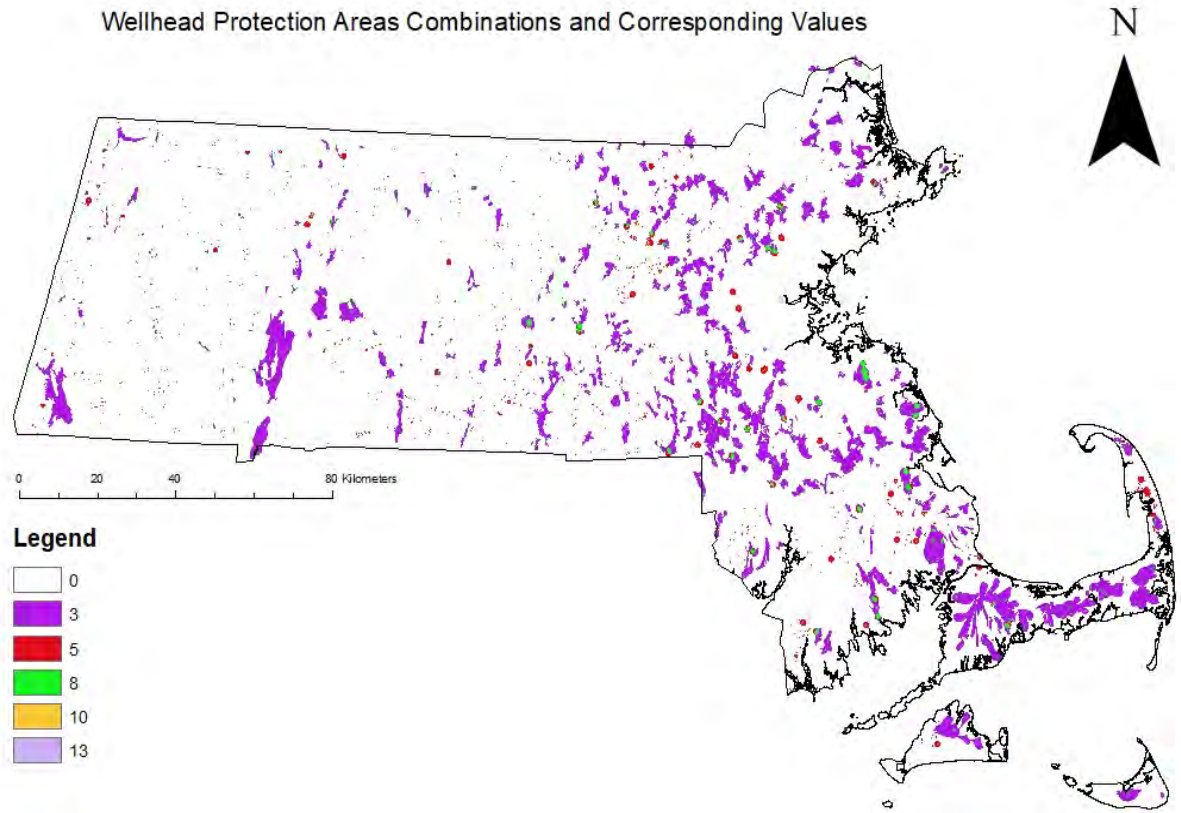 Wellhead Protection Areas Combinations and Corresponding Values
N
0 20 40 80 Kilometers
Legend
0
3
5
8
10
13